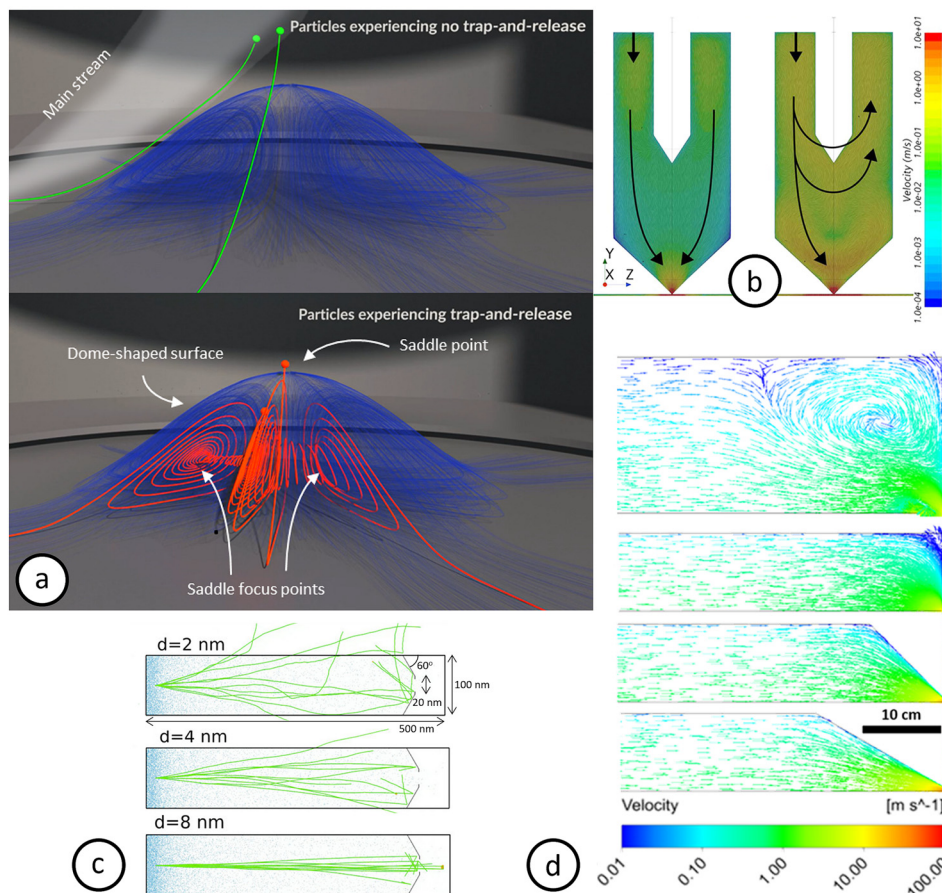 Particles experiencing no trap-and-release
Main stream
Particles experiencing trap-and-release
Saddle point
Dome-shaped surface
Saddle focus points
a
1.0e+01
1.0e+00
1.0e-01
1.0e-02
1.0e-03
1.0e-04
Velocity (m/s)
Y
X
Z
b
d=2 nm
60°
100 nm
20 nm
500 nm
d=4 nm
d=8 nm
c
10 cm
Velocity [m s^-1]
0.01 0.10 1.00 10.00 100.00
d